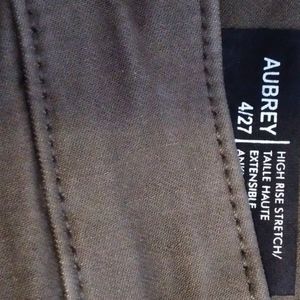 AUBREY
4/27
HIGH RISE STRETCH/
TAILLE HAUTE
EXTENSIBLE